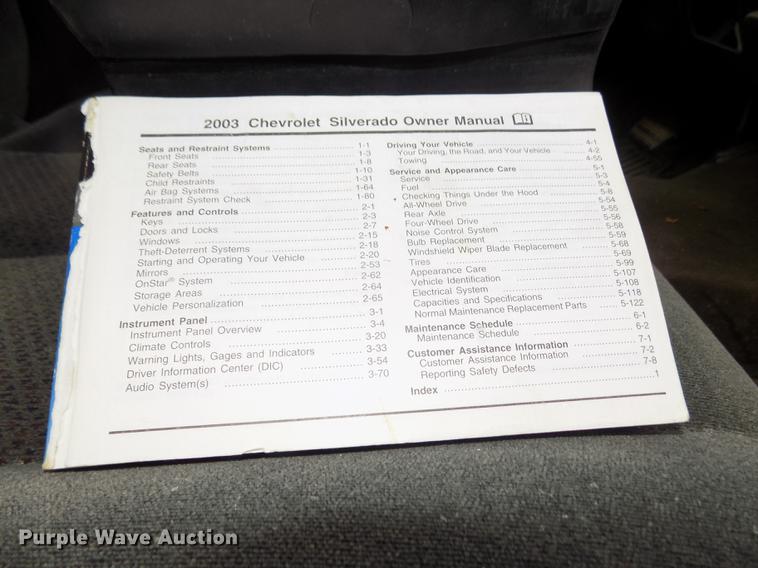 2003 Chevrolet Silverado Owner Manual
Seats and Restraint Systems 1-1
Front Seats 1-3
Rear Seats 1-8
Safety Belts 1-10
Child Restraints 1-31
Air Bag Systems 1-64
Restraint System Check 1-80
Features and Controls 2-1
Keys 2-3
Doors and Locks 2-7
Windows 2-15
Theft-Deterrent Systems 2-18
Starting and Operating Your Vehicle 2-20
Mirrors 2-53
OnStar® System 2-62
Storage Areas 2-64
Vehicle Personalization 2-65
Instrument Panel 3-1
Instrument Panel Overview 3-4
Climate Controls 3-20
Warning Lights, Gages and Indicators 3-33
Driver Information Center (DIC) 3-54
Audio System(s) 3-70
Driving Your Vehicle 4-1
Your Driving, the Road, and Your Vehicle 4-2
Towing 4-55
Service and Appearance Care 5-1
Service 5-3
Fuel 5-4
Checking Things Under the Hood 5-8
All-Wheel Drive 5-54
Rear Axle 5-55
Four-Wheel Drive 5-56
Noise Control System 5-58
Bulb Replacement 5-59
Windshield Wiper Blade Replacement 5-68
Tires 5-69
Appearance Care 5-99
Vehicle Identification 5-107
Electrical System 5-108
Capacities and Specifications 5-118
Normal Maintenance Replacement Parts 5-122
Maintenance Schedule 6-1
Maintenance Schedule 6-2
Customer Assistance Information 7-1
Customer Assistance Information 7-2
Reporting Safety Defects 7-8
Index 1
Purple Wave Auction